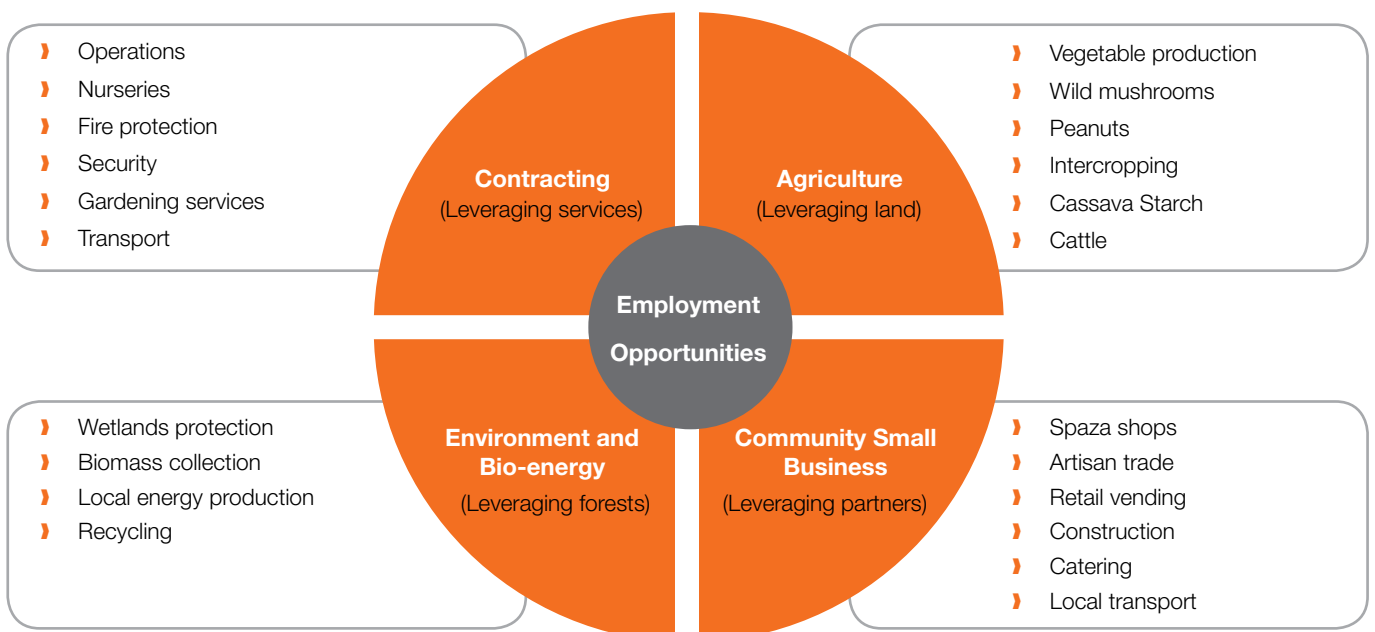 Operations
Nurseries
Fire protection
Security
Gardening services
Transport
Contracting
(Leveraging services)
Agriculture
(Leveraging land)
Vegetable production
Wild mushrooms
Peanuts
Intercropping
Cassava Starch
Cattle
Employment
Opportunities
Wetlands protection
Biomass collection
Local energy production
Recycling
Environment and
Bio-energy
(Leveraging forests)
Community Small
Business
(Leveraging partners)
Spaza shops
Artisan trade
Retail vending
Construction
Catering
Local transport